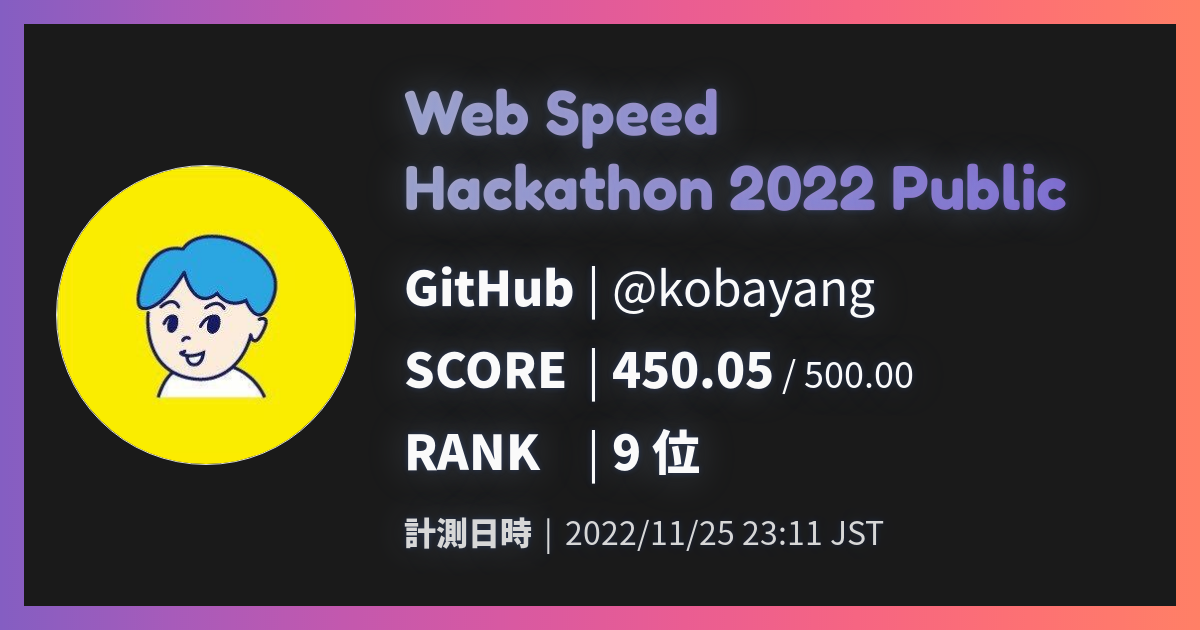 Web Speed
Hackathon 2022 Public
GitHub | @kobayang
SCORE | 450.05 / 500.00
RANK | 9 位
計測日時 | 2022/11/25 23:11 JST